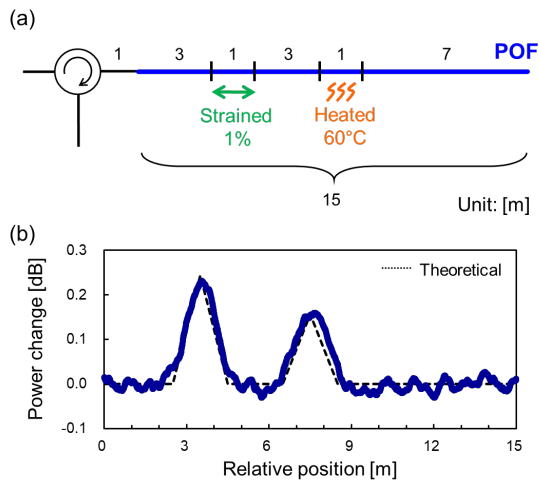 (a)
1 3 1 3 1 7 POF
Strained
1%
Heated
60°C
15
Unit: [m]
(b)
0.3
0.2
0.1
0.0
-0.1
Power change [dB]
Theoretical
0 3 6 9 12 15
Relative position [m]